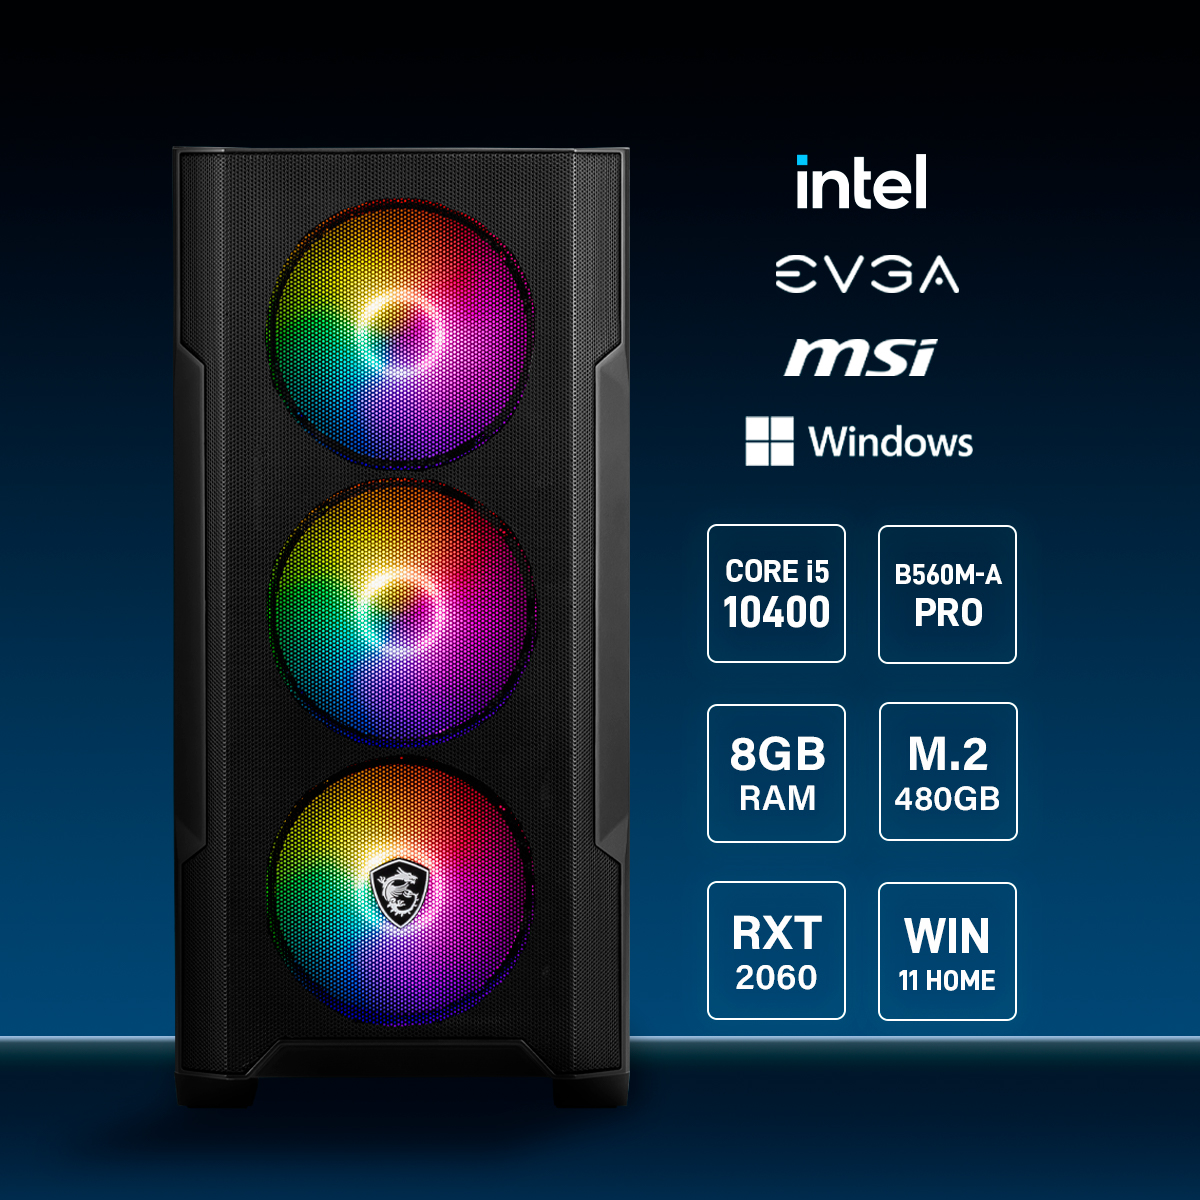 intel
EVGA
msi
Windows
CORE i5
10400
B560M-A
PRO
8GB
RAM
M.2
480GB
RXT
2060
WIN
11 HOME